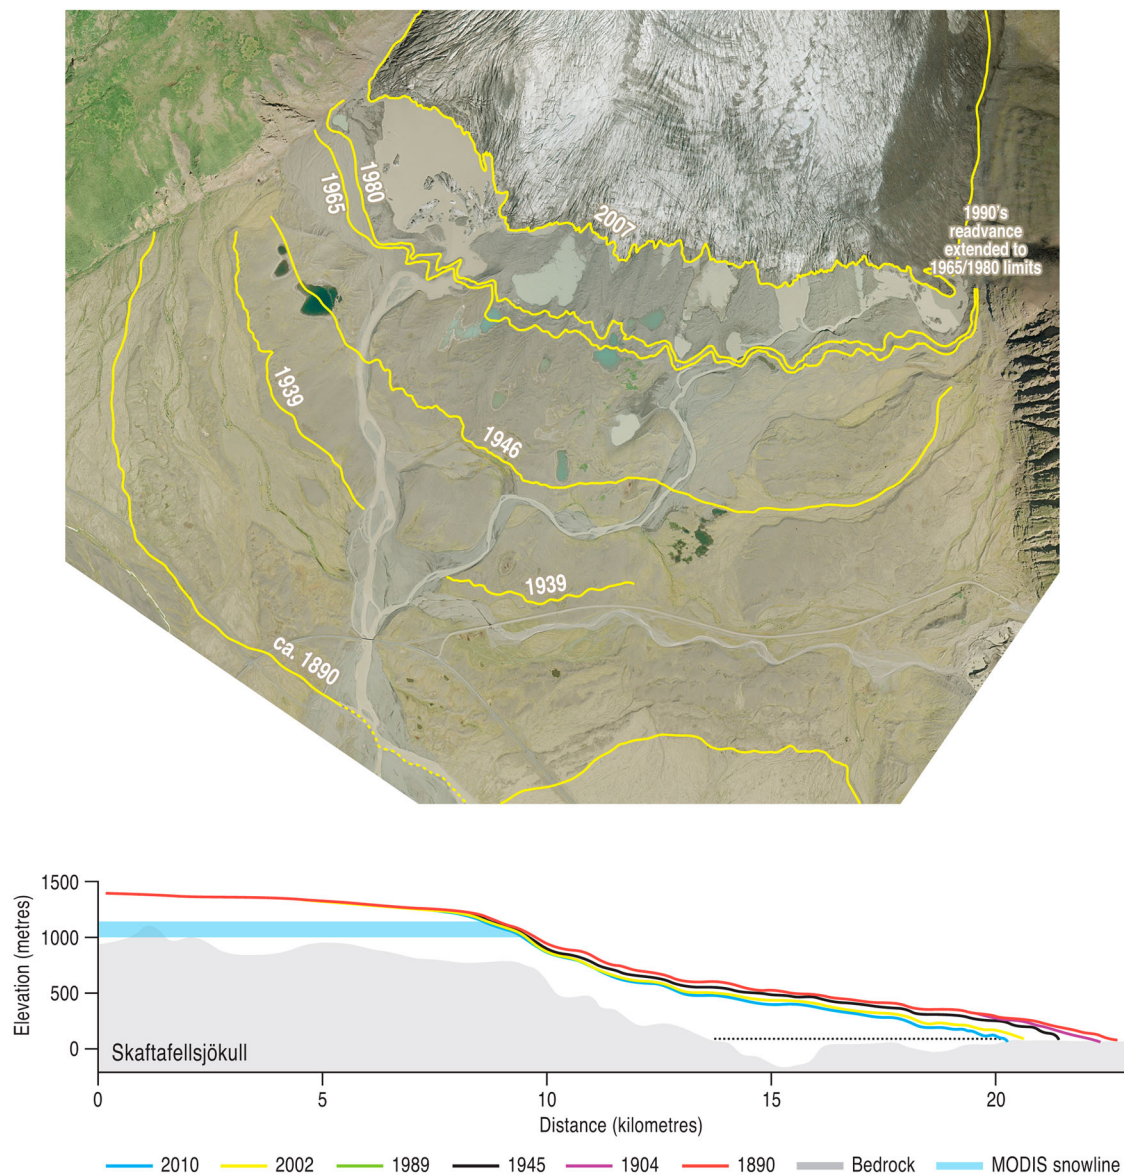 1980
1965
2007
1990's
readvance
extended to
1965/1980 limits
1939
1946
1939
ca. 1890
Elevation (metres)
1500
1000
500
0
Skaftafellsjökull
0 5 10 15 20
Distance (kilometres)
2010 2002 1989 1945 1904 1890 Bedrock MODIS snowline